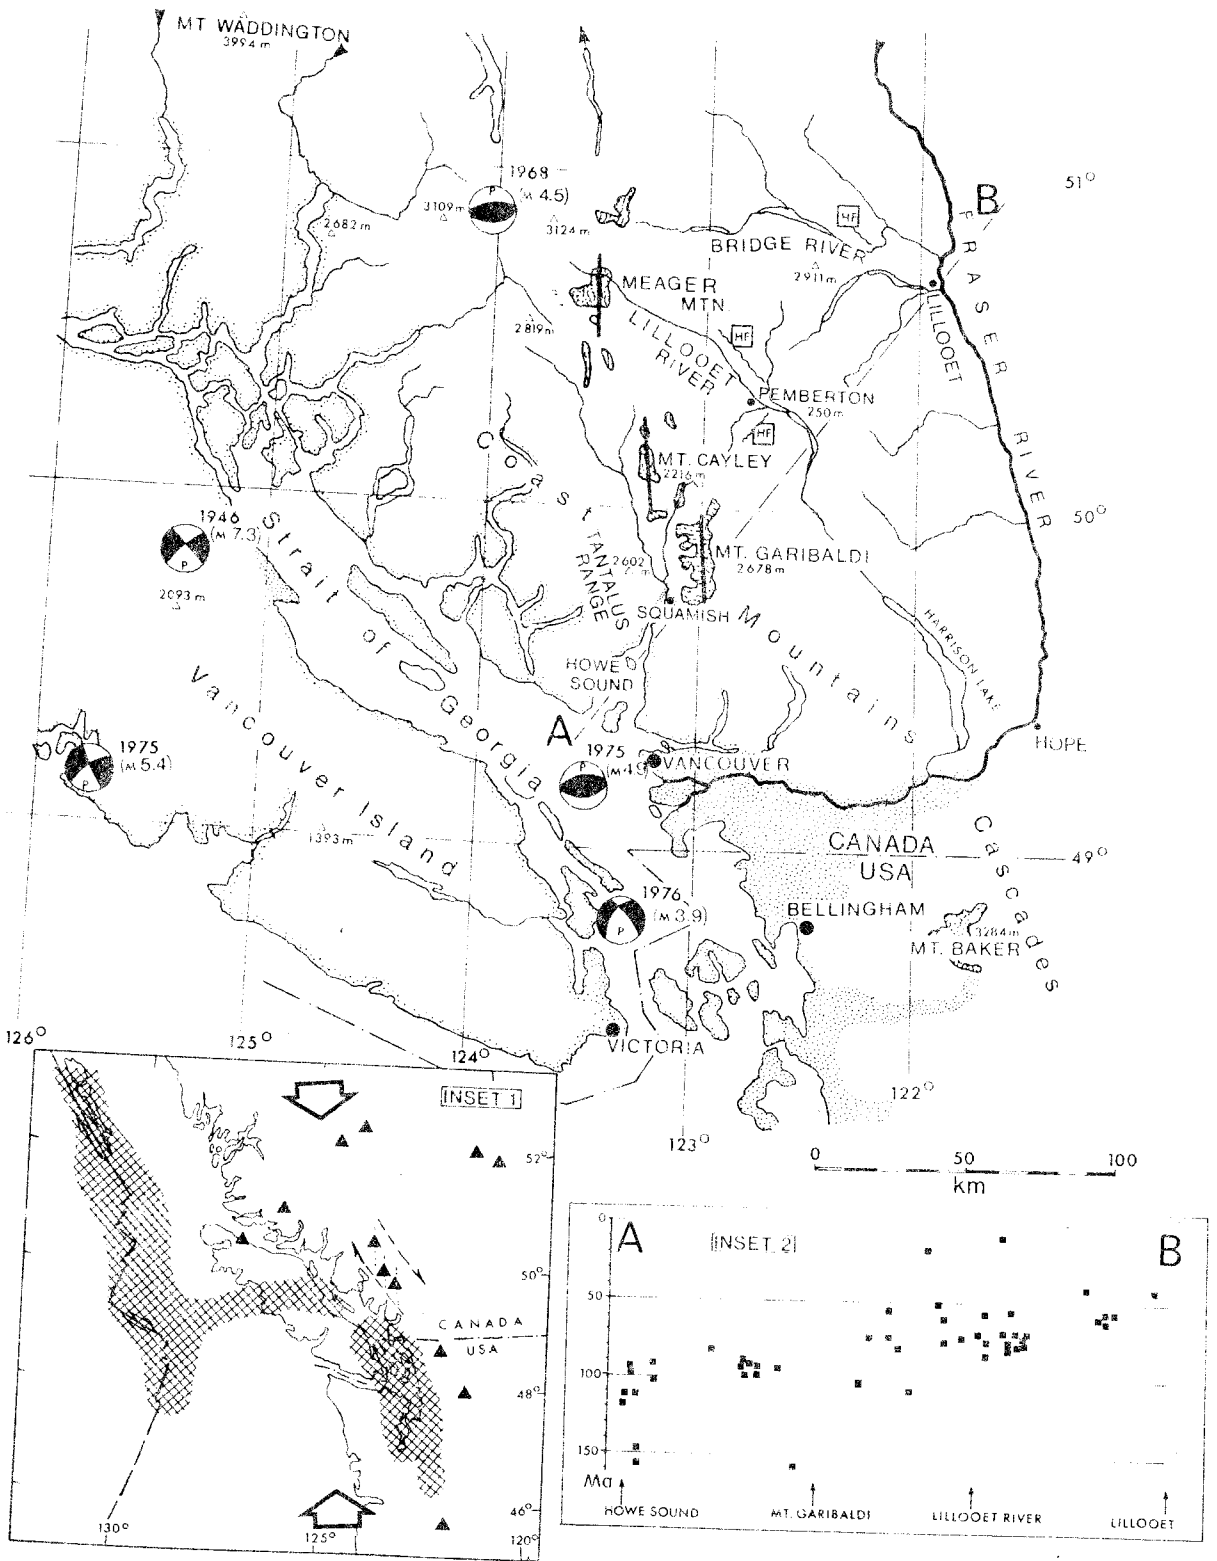 MT WADDINGTON
3994 m
1968
(M 4.5)
51°
B
3109 m
2682 m
3124 m
HF
BRIDGE RIVER
2911 m
FRASER RIVER
MEAGER
MTN.
LILLOOET
2819 m
LILLOOET
RIVER
HF
PEMBERTON
250 m
HF
Coast Mountains
MT. CAYLEY
2216 m
1946
(M 7.3)
50°
Strait of Georgia
TANTALUS
RANGE
MT. GARIBALDI
2678 m
2602
m
2093 m
SQUAMISH
HARRISON LAKE
HOWE
SOUND
Vancouver Island
A
HOPE
1975
(M 5.4)
1975
(M 4.9
VANCOUVER
1393 m
Cascades
CANADA
USA
49°
1976
(M 3.9)
BELLINGHAM
3284 m
MT. BAKER
126°
125°
124°
VICTORIA
122°
123°
0 50 100
km
INSET 1
52°
50°
CANADA
USA
48°
46°
130°
125°
120°
0
A
INSET 2
B
50
100
150
Ma
HOWE SOUND
MT. GARIBALDI
LILLOOET RIVER
LILLOOET
P
P
P
P
P